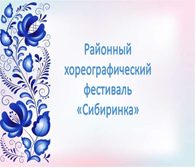 Районный
хореографический
фестиваль
«Сибиринка»